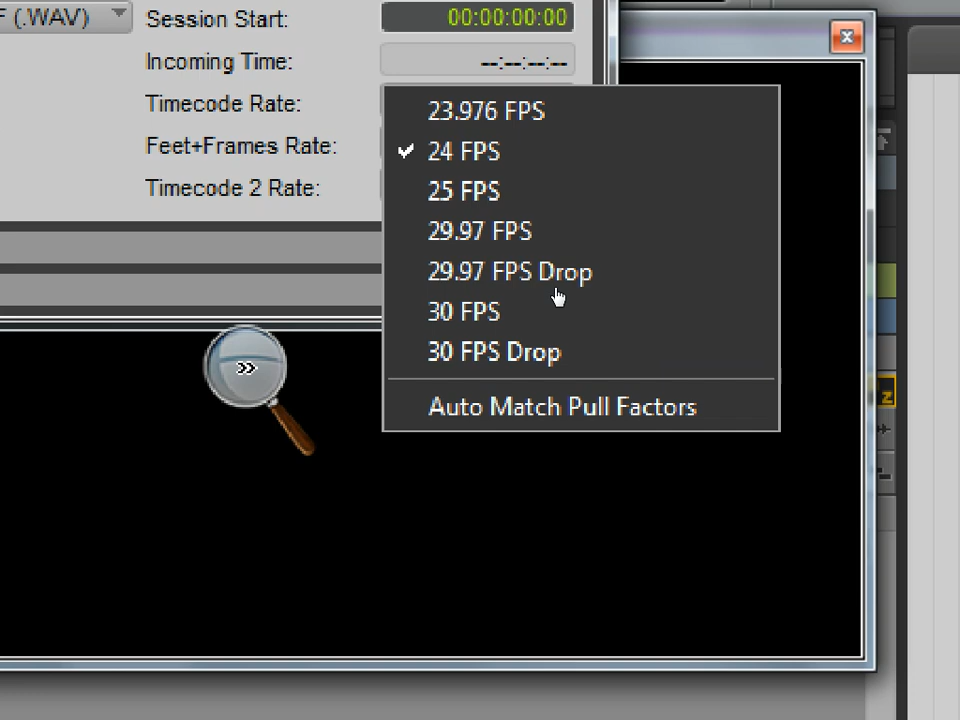 F (.WAV)
Session Start: 00:00:00:00
Incoming Time: --:--:--:--
Timecode Rate:
Feet+Frames Rate:
Timecode 2 Rate:
23.976 FPS
24 FPS
25 FPS
29.97 FPS
29.97 FPS Drop
30 FPS
30 FPS Drop
Auto Match Pull Factors
z